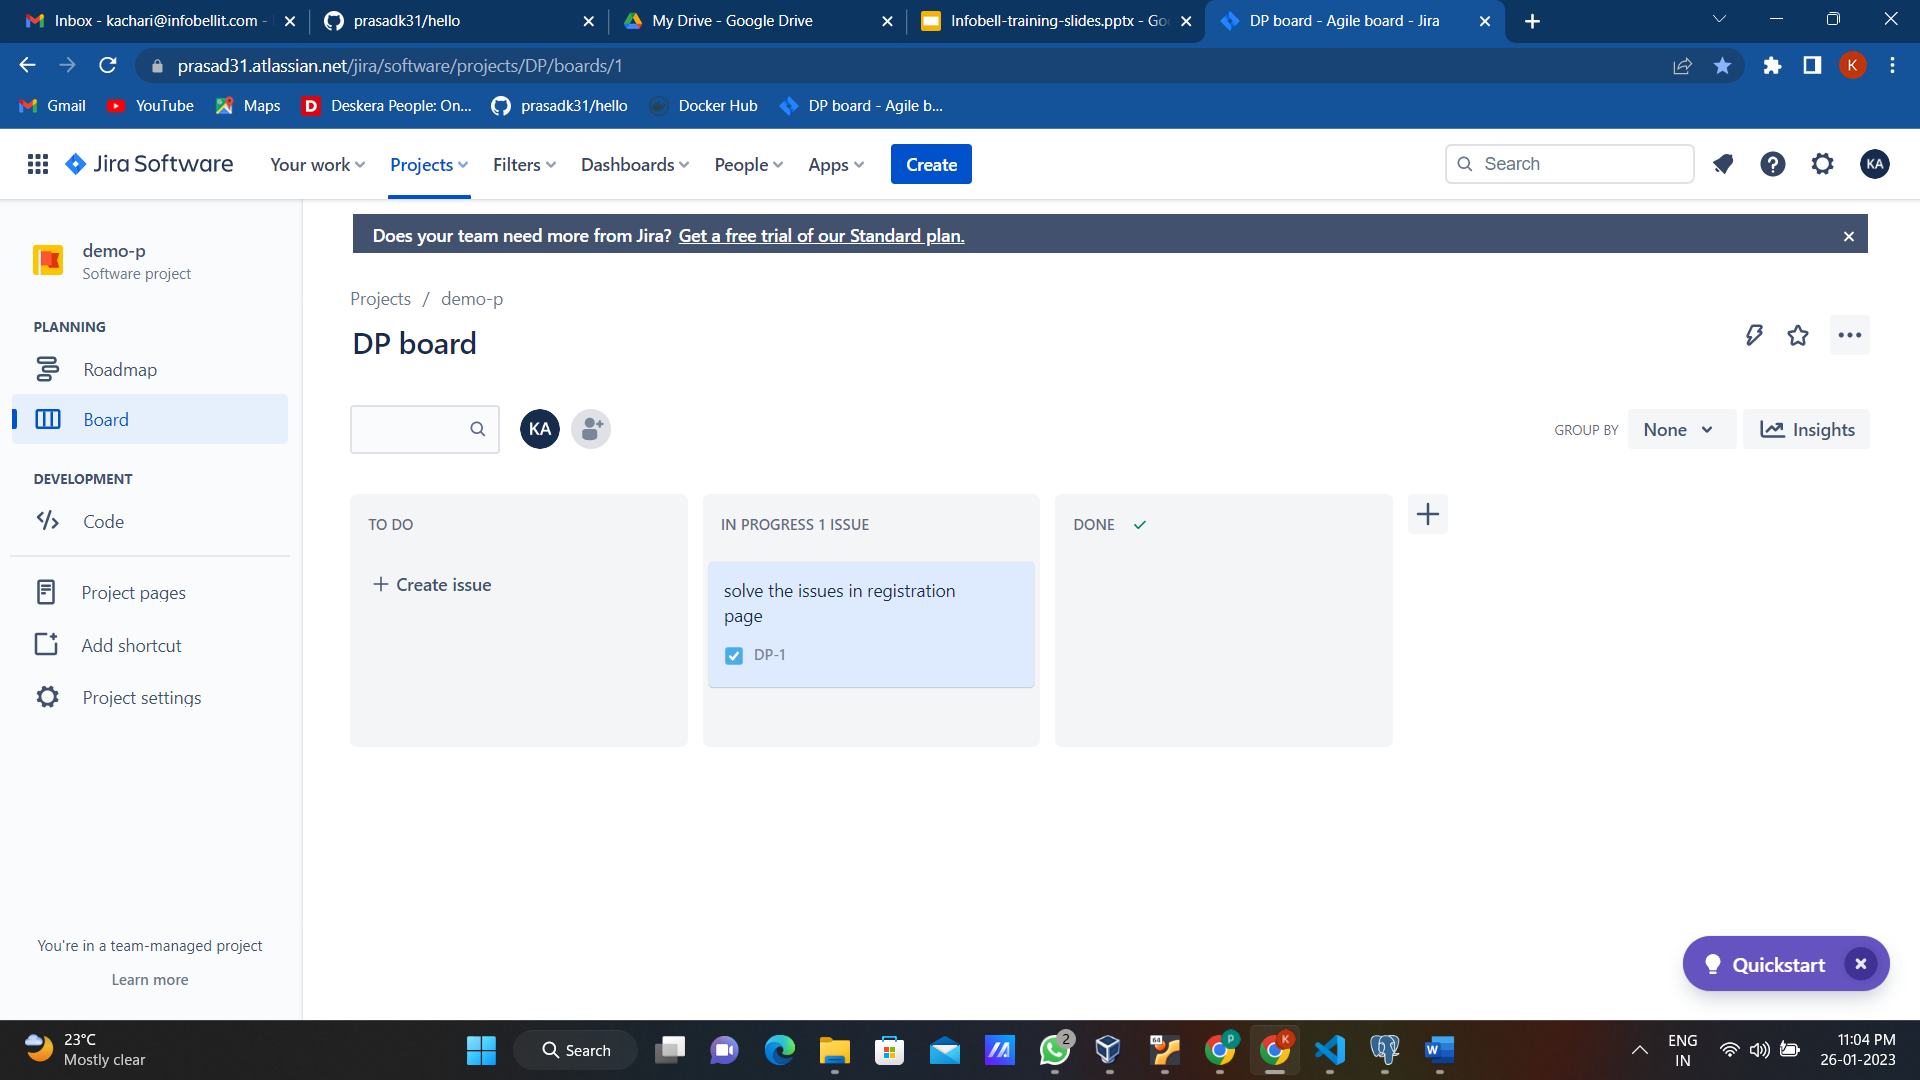 Inbox - kachari@infobellit.com -
prasadk31/hello
My Drive - Google Drive
Infobell-training-slides.pptx - Go
DP board - Agile board - Jira
prasad31.atlassian.net/jira/software/projects/DP/boards/1
K
Gmail
YouTube
Maps
D
Deskera People: On...
prasadk31/hello
Docker Hub
DP board - Agile b...
Jira Software
Your work
Projects
Filters
Dashboards
People
Apps
Create
Search
KA
demo-p
Software project
Does your team need more from Jira? Get a free trial of our Standard plan.
Projects / demo-p
DP board
PLANNING
Roadmap
Board
DEVELOPMENT
Code
Project pages
Add shortcut
Project settings
KA
GROUP BY
None
Insights
TO DO
+ Create issue
IN PROGRESS 1 ISSUE
solve the issues in registration
page
DP-1
DONE
You're in a team-managed project
Learn more
Quickstart
23°C
Mostly clear
Search
2
64
P
K
W
ENG
IN
11:04 PM
26-01-2023